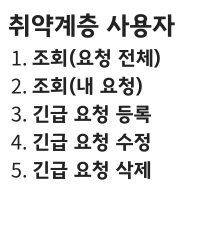 취약계층 사용자
1. 조회(요청 전체)
2. 조회(내 요청)
3. 긴급 요청 등록
4. 긴급 요청 수정
5. 긴급 요청 삭제